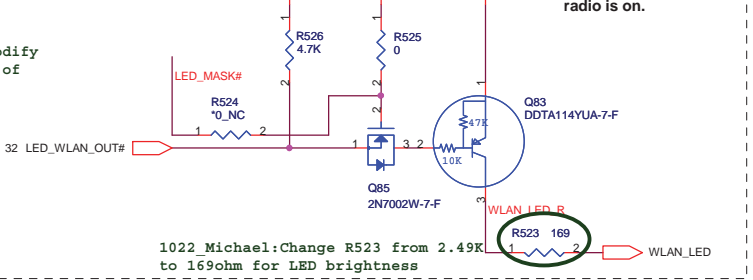 radio is on.
odify
of
1
1
R526
4.7K
R525
0
2
2
LED_MASK#
R524
*0_NC
1
2
2
1
Q83
DDTA114YUA-7-F
47K
10K
32 LED_WLAN_OUT#
1
3 2
Q85
2N7002W-7-F
3
WLAN_LED_R
R523 169
1
2
WLAN_LED
1022_Michael:Change R523 from 2.49K
to 169ohm for LED brightness